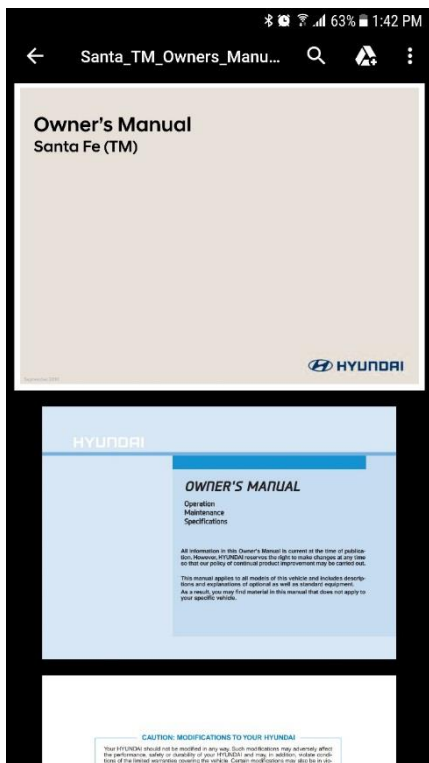 63% 1:42 PM
Santa_TM_Owners_Manu...
Owner's Manual
Santa Fe (TM)
HYUNDAI
HYUNDAI
OWNER'S MANUAL
Operation
Maintenance
Specifications
All information in this Owner's Manual is current at the time of publica-
tion. However, HYUNDAI reserves the right to make changes at any time
so that our policy of continual product improvement may be carried out.
This manual applies to all models of this vehicle and includes descrip-
tions and explanations of optional as well as standard equipment.
As a result, you may find material in this manual that does not apply to
your specific vehicle.
CAUTION: MODIFICATIONS TO YOUR HYUNDAI
Your HYUNDAI should not be modified in any way. Such modifications may adversely affect
the performance, safety or durability of your HYUNDAI and may, in addition, violate condi-
tions of the limited warranties covering the vehicle. Certain modifications may also be in vio-